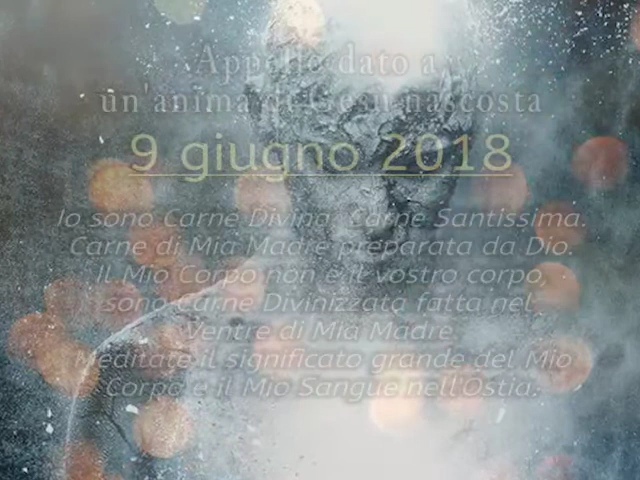 Appello dato a
un'anima di Gesù nascosta
9 giugno 2018
Io sono Carne Divina, Carne Santissima.
Carne di Mia Madre preparata da Dio.
Il Mio Corpo non è il vostro corpo
sono Carne Divinizzata fatta nel
Ventre di Mia Madre
Meditate il significato grande del Mio
Corpo e il Mio Sangue nell'Ostia.